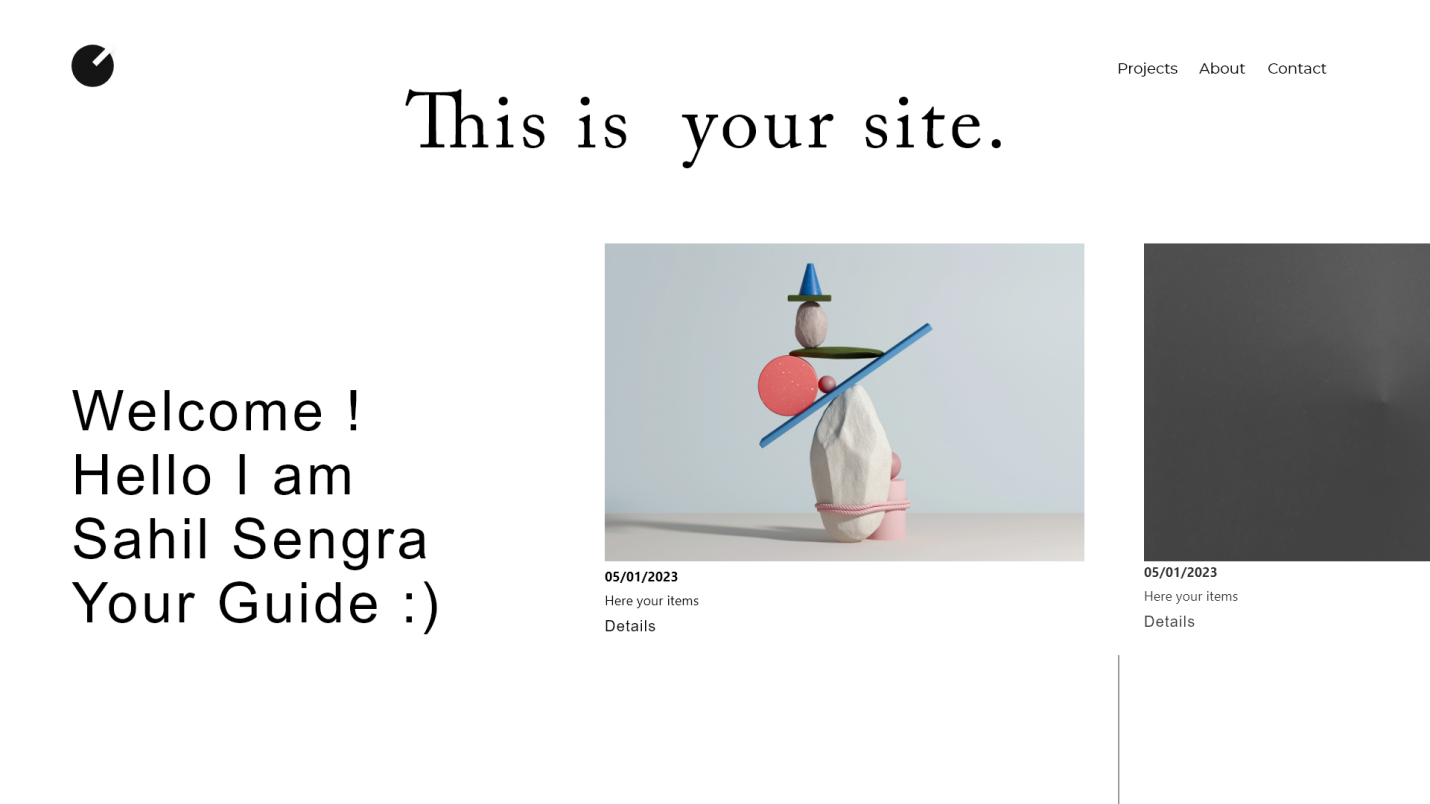 Projects About Contact
This is your site.
Welcome !
Hello I am
Sahil Sengra
Your Guide :)
05/01/2023
Here your items
Details
05/01/2023
Here your items
Details